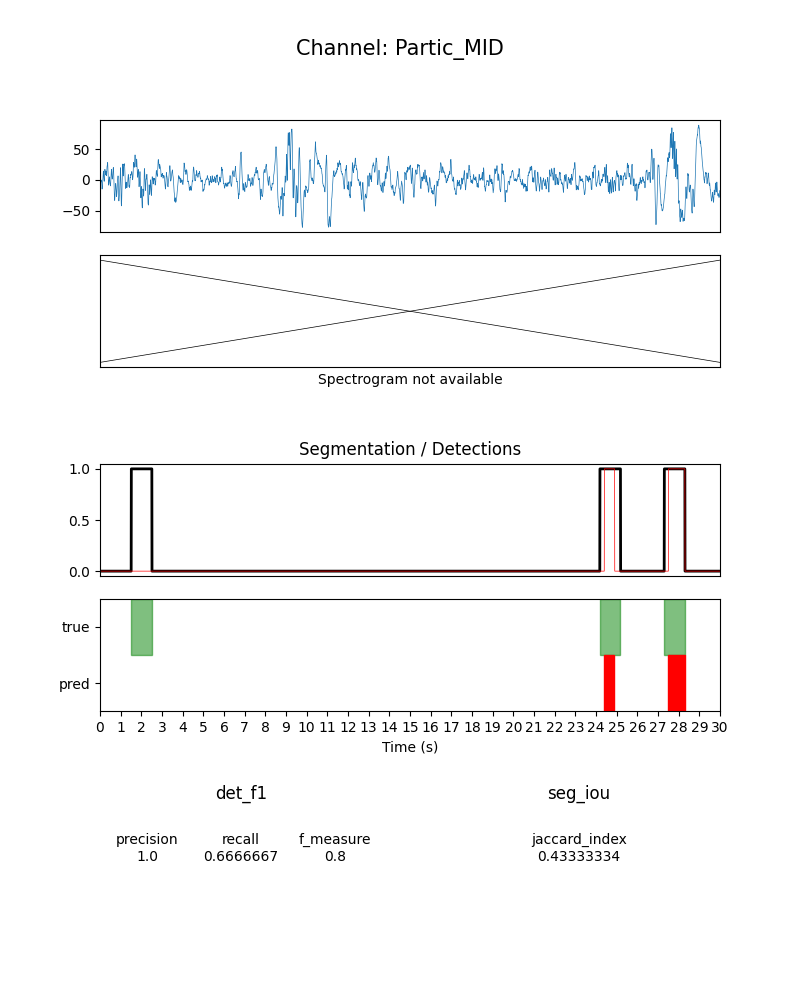 Channel: Partic_MID
50
0
−50
Spectrogram not available
Segmentation / Detections
1.0
0.5
0.0
true
pred
0 1 2 3 4 5 6 7 8 9 10 11 12 13 14 15 16 17 18 19 20 21 22 23 24 25 26 27 28 29 30
Time (s)
det_f1 seg_iou
precision recall f_measure jaccard_index
1.0 0.6666667 0.8 0.43333334